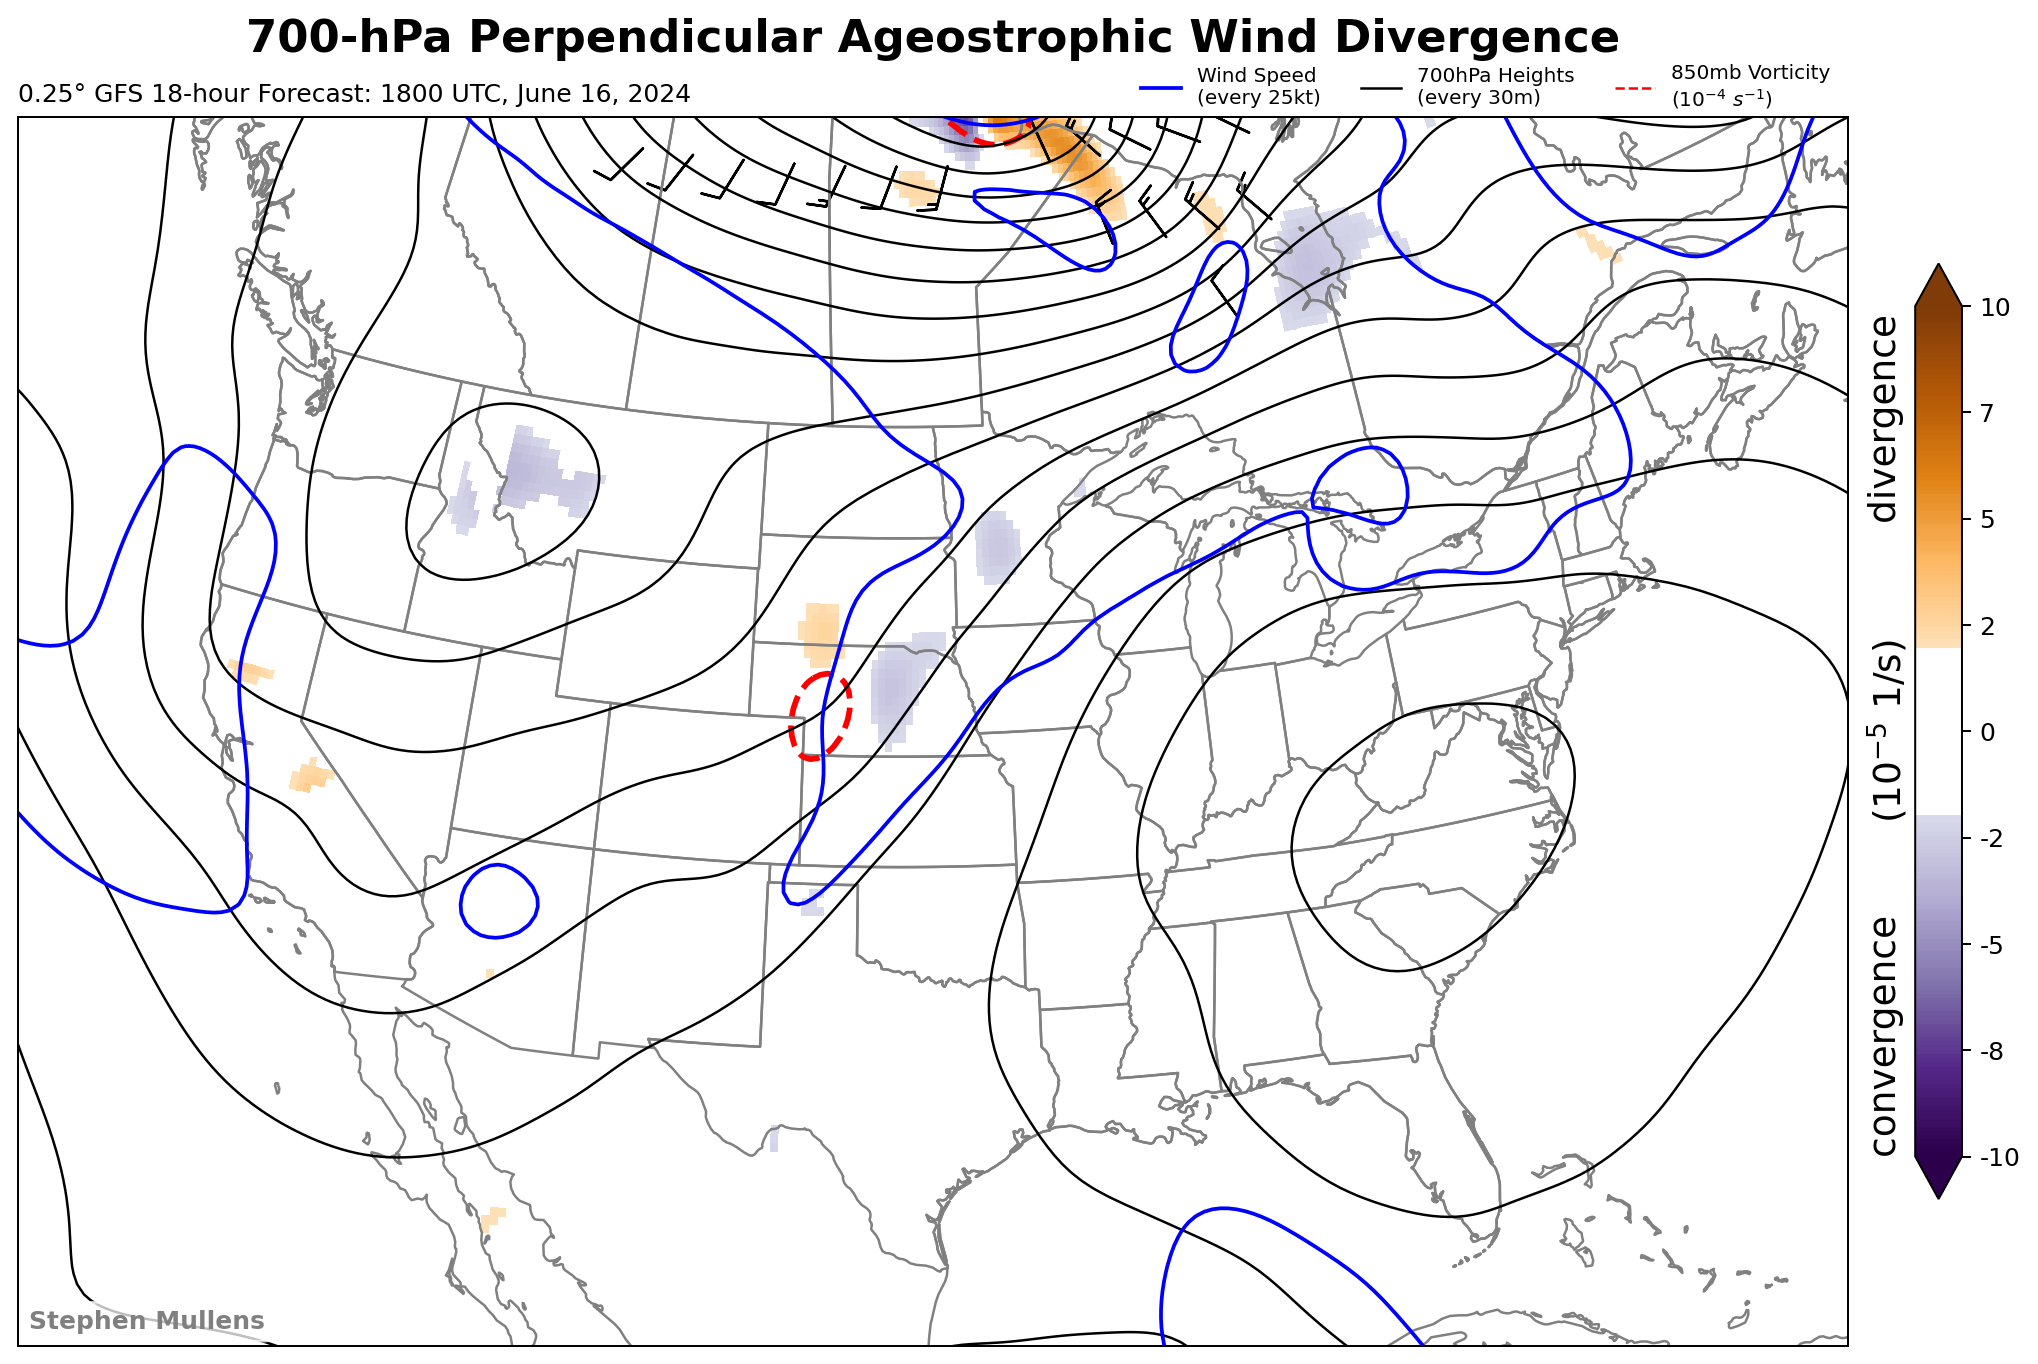 700-hPa Perpendicular Ageostrophic Wind Divergence
0.25° GFS 18-hour Forecast: 1800 UTC, June 16, 2024
Wind Speed
(every 25kt)
700hPa Heights
(every 30m)
850mb Vorticity
(10⁻⁴ s⁻¹)
10
7
5
2
0
-2
-5
-8
-10
convergence (10⁻⁵ 1/s) divergence
Stephen Mullens